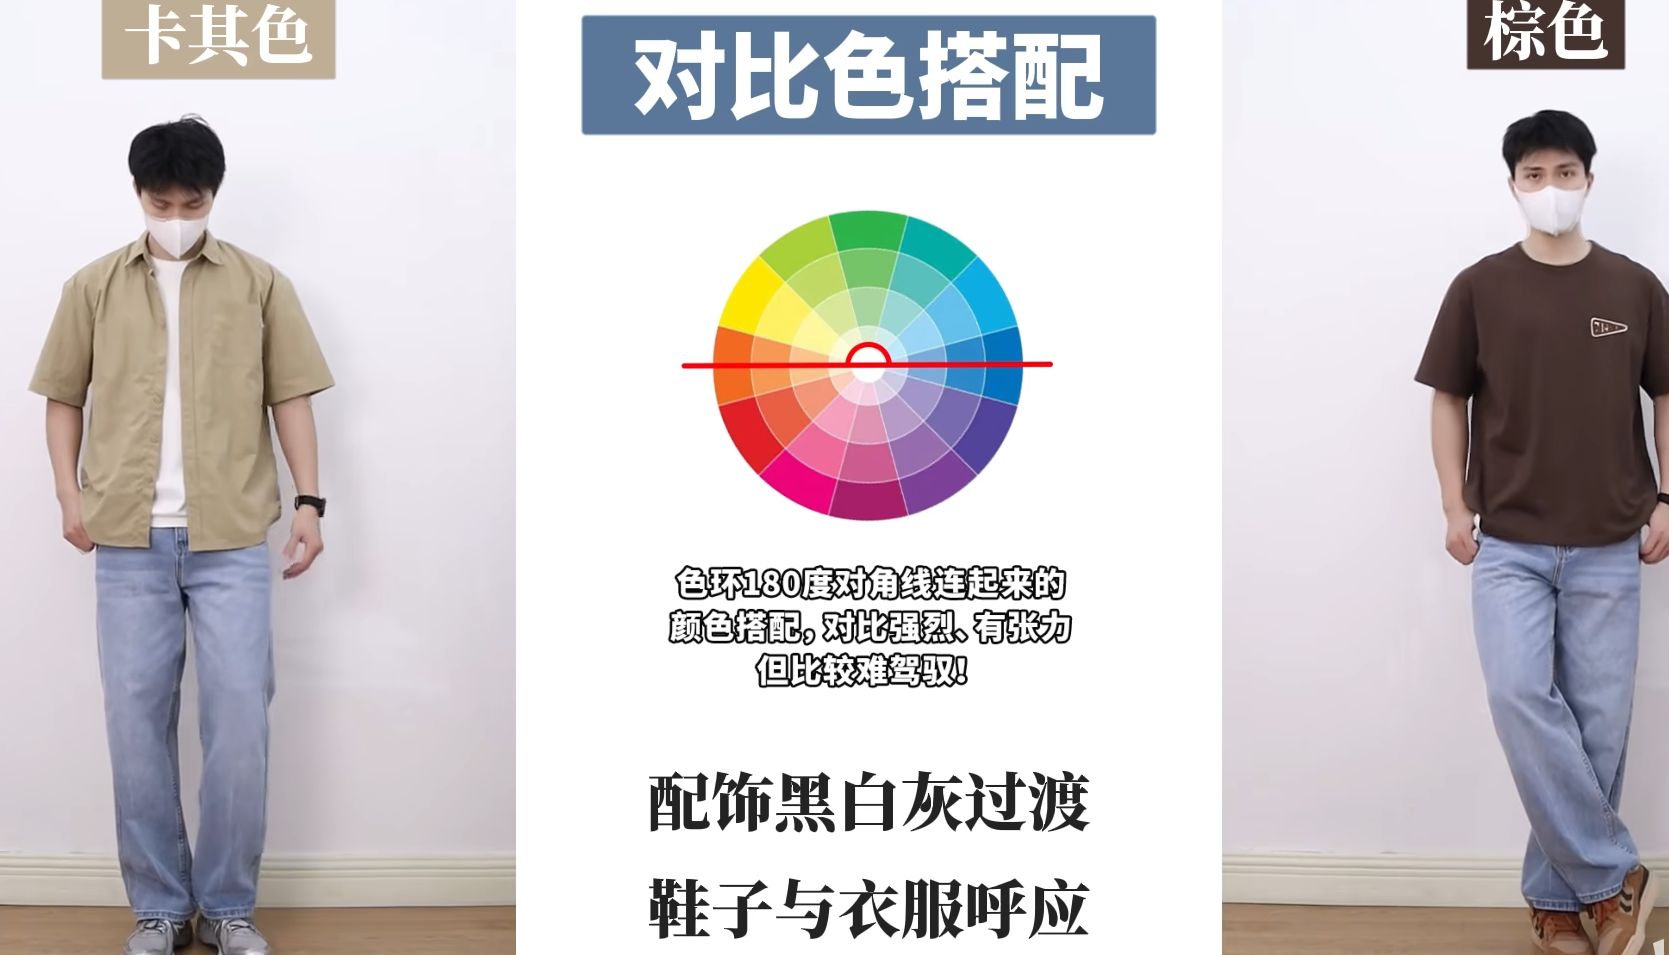 卡其色
对比色搭配
棕色
色环180度对角线连起来的
颜色搭配，对比强烈、有张力
但比较难驾驭！
配饰黑白灰过渡
鞋子与衣服呼应